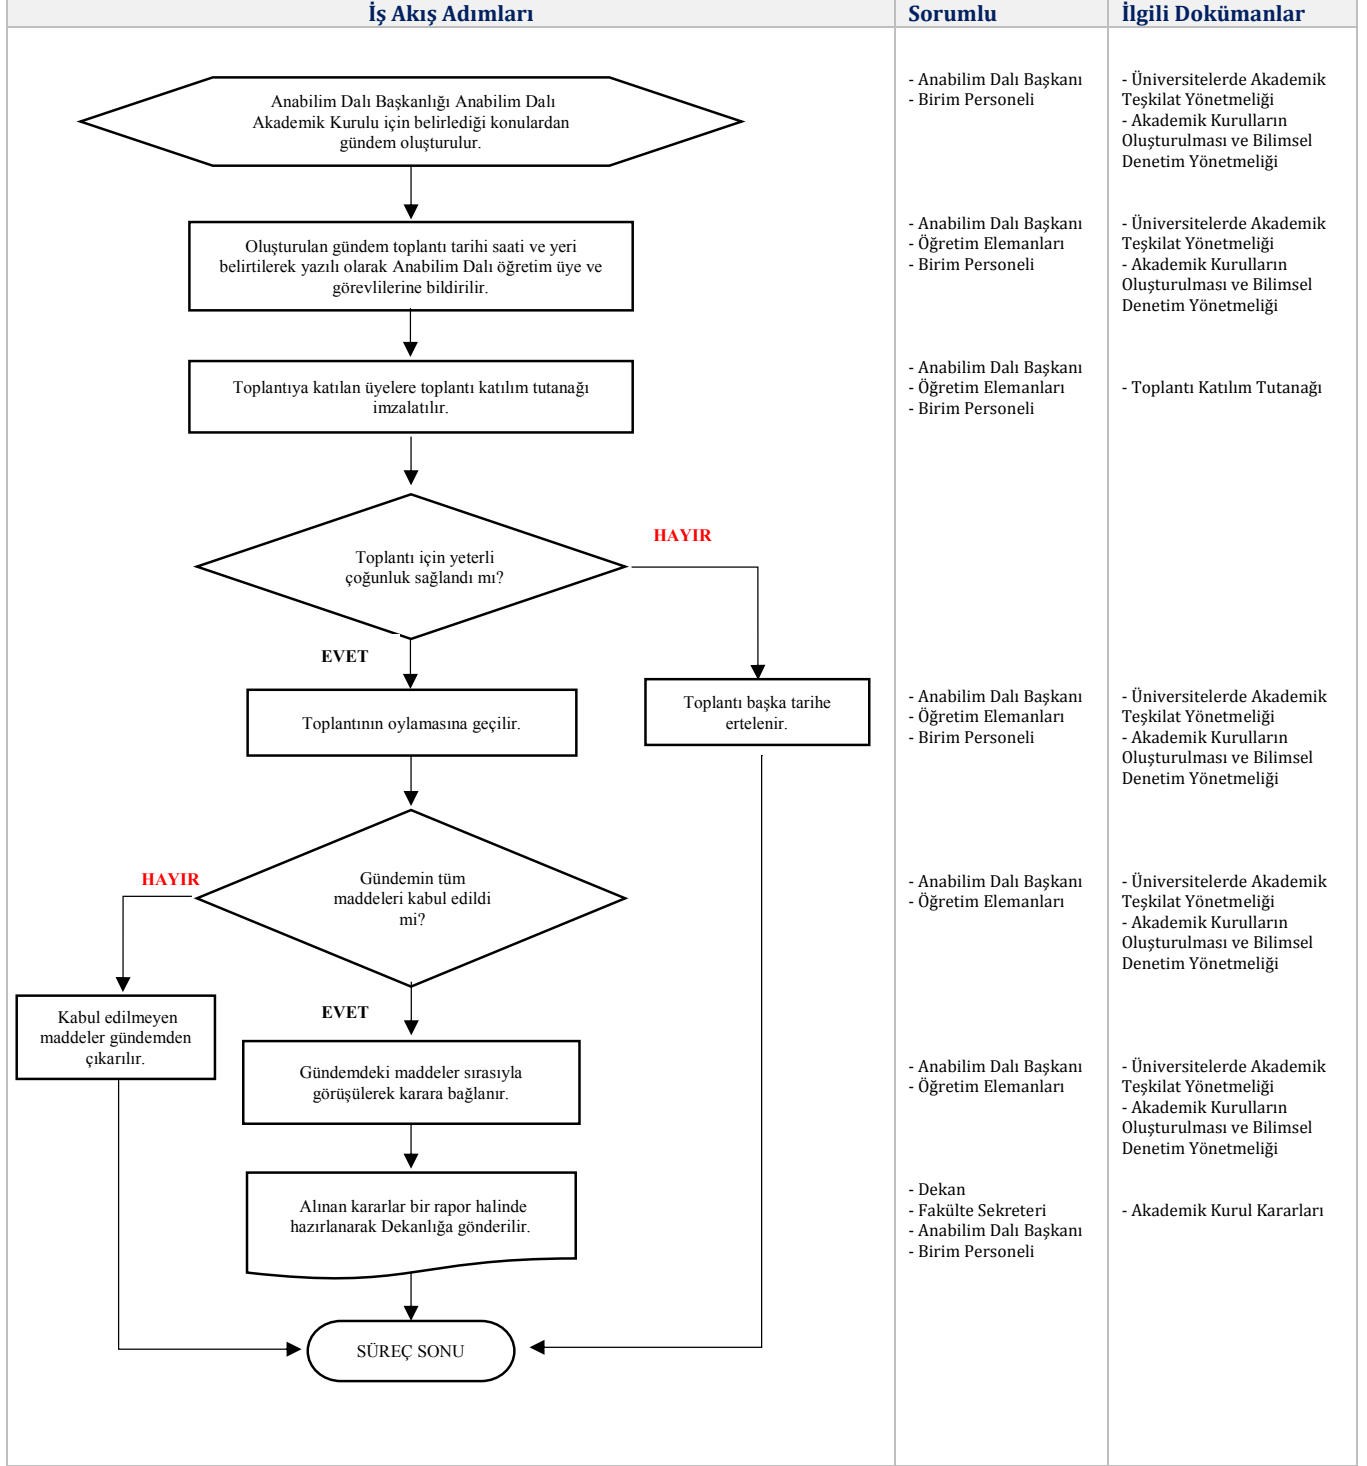 İş Akış Adımları
Sorumlu
İlgili Dokümanlar
Anabilim Dalı Başkanlığı Anabilim Dalı
Akademik Kurulu için belirlediği konulardan
gündem oluşturulur.
- Anabilim Dalı Başkanı
- Birim Personeli
- Üniversitelerde Akademik
Teşkilat Yönetmeliği
- Akademik Kurulların
Oluşturulması ve Bilimsel
Denetim Yönetmeliği
Oluşturulan gündem toplantı tarihi saati ve yeri
belirtilerek yazılı olarak Anabilim Dalı öğretim üye ve
görevlilerine bildirilir.
- Anabilim Dalı Başkanı
- Öğretim Elemanları
- Birim Personeli
- Üniversitelerde Akademik
Teşkilat Yönetmeliği
- Akademik Kurulların
Oluşturulması ve Bilimsel
Denetim Yönetmeliği
Toplantıya katılan üyelere toplantı katılım tutanağı
imzalatılır.
- Anabilim Dalı Başkanı
- Öğretim Elemanları
- Birim Personeli
- Toplantı Katılım Tutanağı
Toplantı için yeterli
çoğunluk sağlandı mı?
HAYIR
EVET
Toplantının oylamasına geçilir.
Toplantı başka tarihe
ertelenir.
- Anabilim Dalı Başkanı
- Öğretim Elemanları
- Birim Personeli
- Üniversitelerde Akademik
Teşkilat Yönetmeliği
- Akademik Kurulların
Oluşturulması ve Bilimsel
Denetim Yönetmeliği
HAYIR
Gündemin tüm
maddeleri kabul edildi
mi?
- Anabilim Dalı Başkanı
- Öğretim Elemanları
- Üniversitelerde Akademik
Teşkilat Yönetmeliği
- Akademik Kurulların
Oluşturulması ve Bilimsel
Denetim Yönetmeliği
EVET
Kabul edilmeyen
maddeler gündemden
çıkarılır.
Gündemdeki maddeler sırasıyla
görüşülerek karara bağlanır.
- Anabilim Dalı Başkanı
- Öğretim Elemanları
- Üniversitelerde Akademik
Teşkilat Yönetmeliği
- Akademik Kurulların
Oluşturulması ve Bilimsel
Denetim Yönetmeliği
Alınan kararlar bir rapor halinde
hazırlanarak Dekanlığa gönderilir.
- Dekan
- Fakülte Sekreteri
- Anabilim Dalı Başkanı
- Birim Personeli
- Akademik Kurul Kararları
SÜREÇ SONU